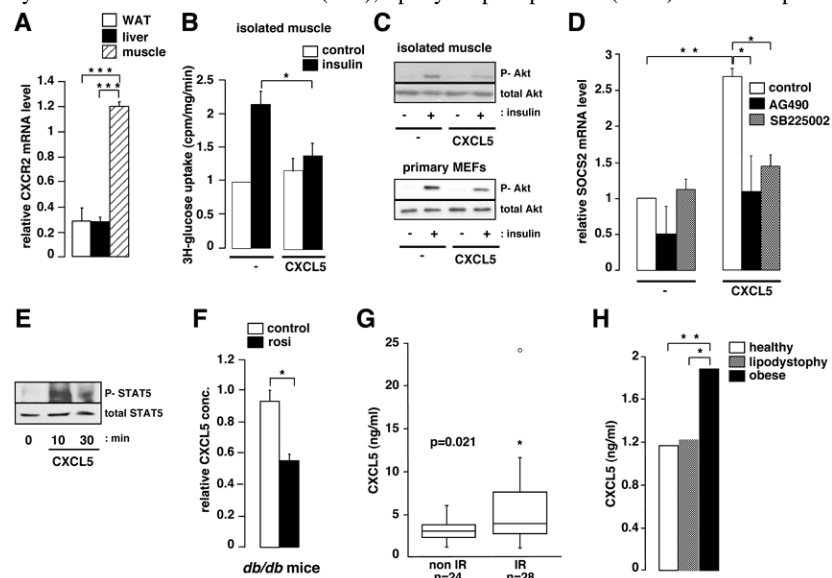 A
WAT
liver
muscle
***
***
relative CXCR2 mRNA level
1.4
1.2
1
0.8
0.6
0.4
0.2
0
B
isolated muscle
control
insulin
*
3H-glucose uptake (cpm/mg/min)
2.5
2
1.5
1
0.5
0
-
CXCL5
C
isolated muscle
P- Akt
total Akt
- + - + : insulin
- CXCL5
primary MEFs
P- Akt
total Akt
- + - + : insulin
- CXCL5
D
* *
*
*
control
AG490
SB225002
relative SOCS2 mRNA level
3
2.5
2
1.5
1
0.5
0
-
CXCL5
E
P- STAT5
total STAT5
0 10 30 : min
CXCL5
F
control
rosi
*
relative CXCL5 conc.
1.2
1.0
0.8
0.6
0.4
0.2
0
db/db mice
G
CXCL5 (ng/ml)
25
20
15
10
5
0
p=0.021
*
non IR IR
n=24 n=28
H
healthy
lipodystophy
obese
* *
*
CXCL5 (ng/ml)
2
1.6
1.2
0.8
0.4
0